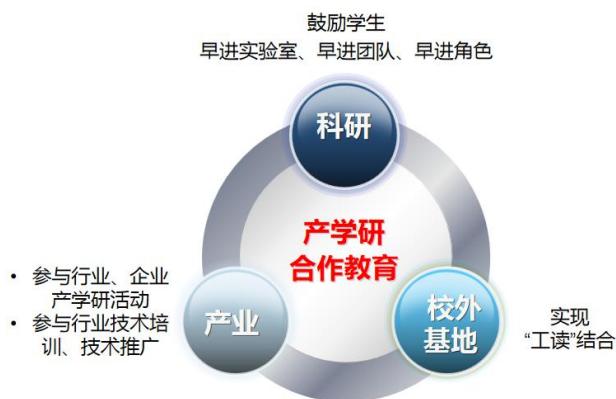 鼓励学生
早进实验室、早进团队、早进角色
科研
产学研
合作教育
• 参与行业、企业
产学研活动
• 参与行业技术培
训、技术推广
产业
校外
基地
实现
“工读”结合